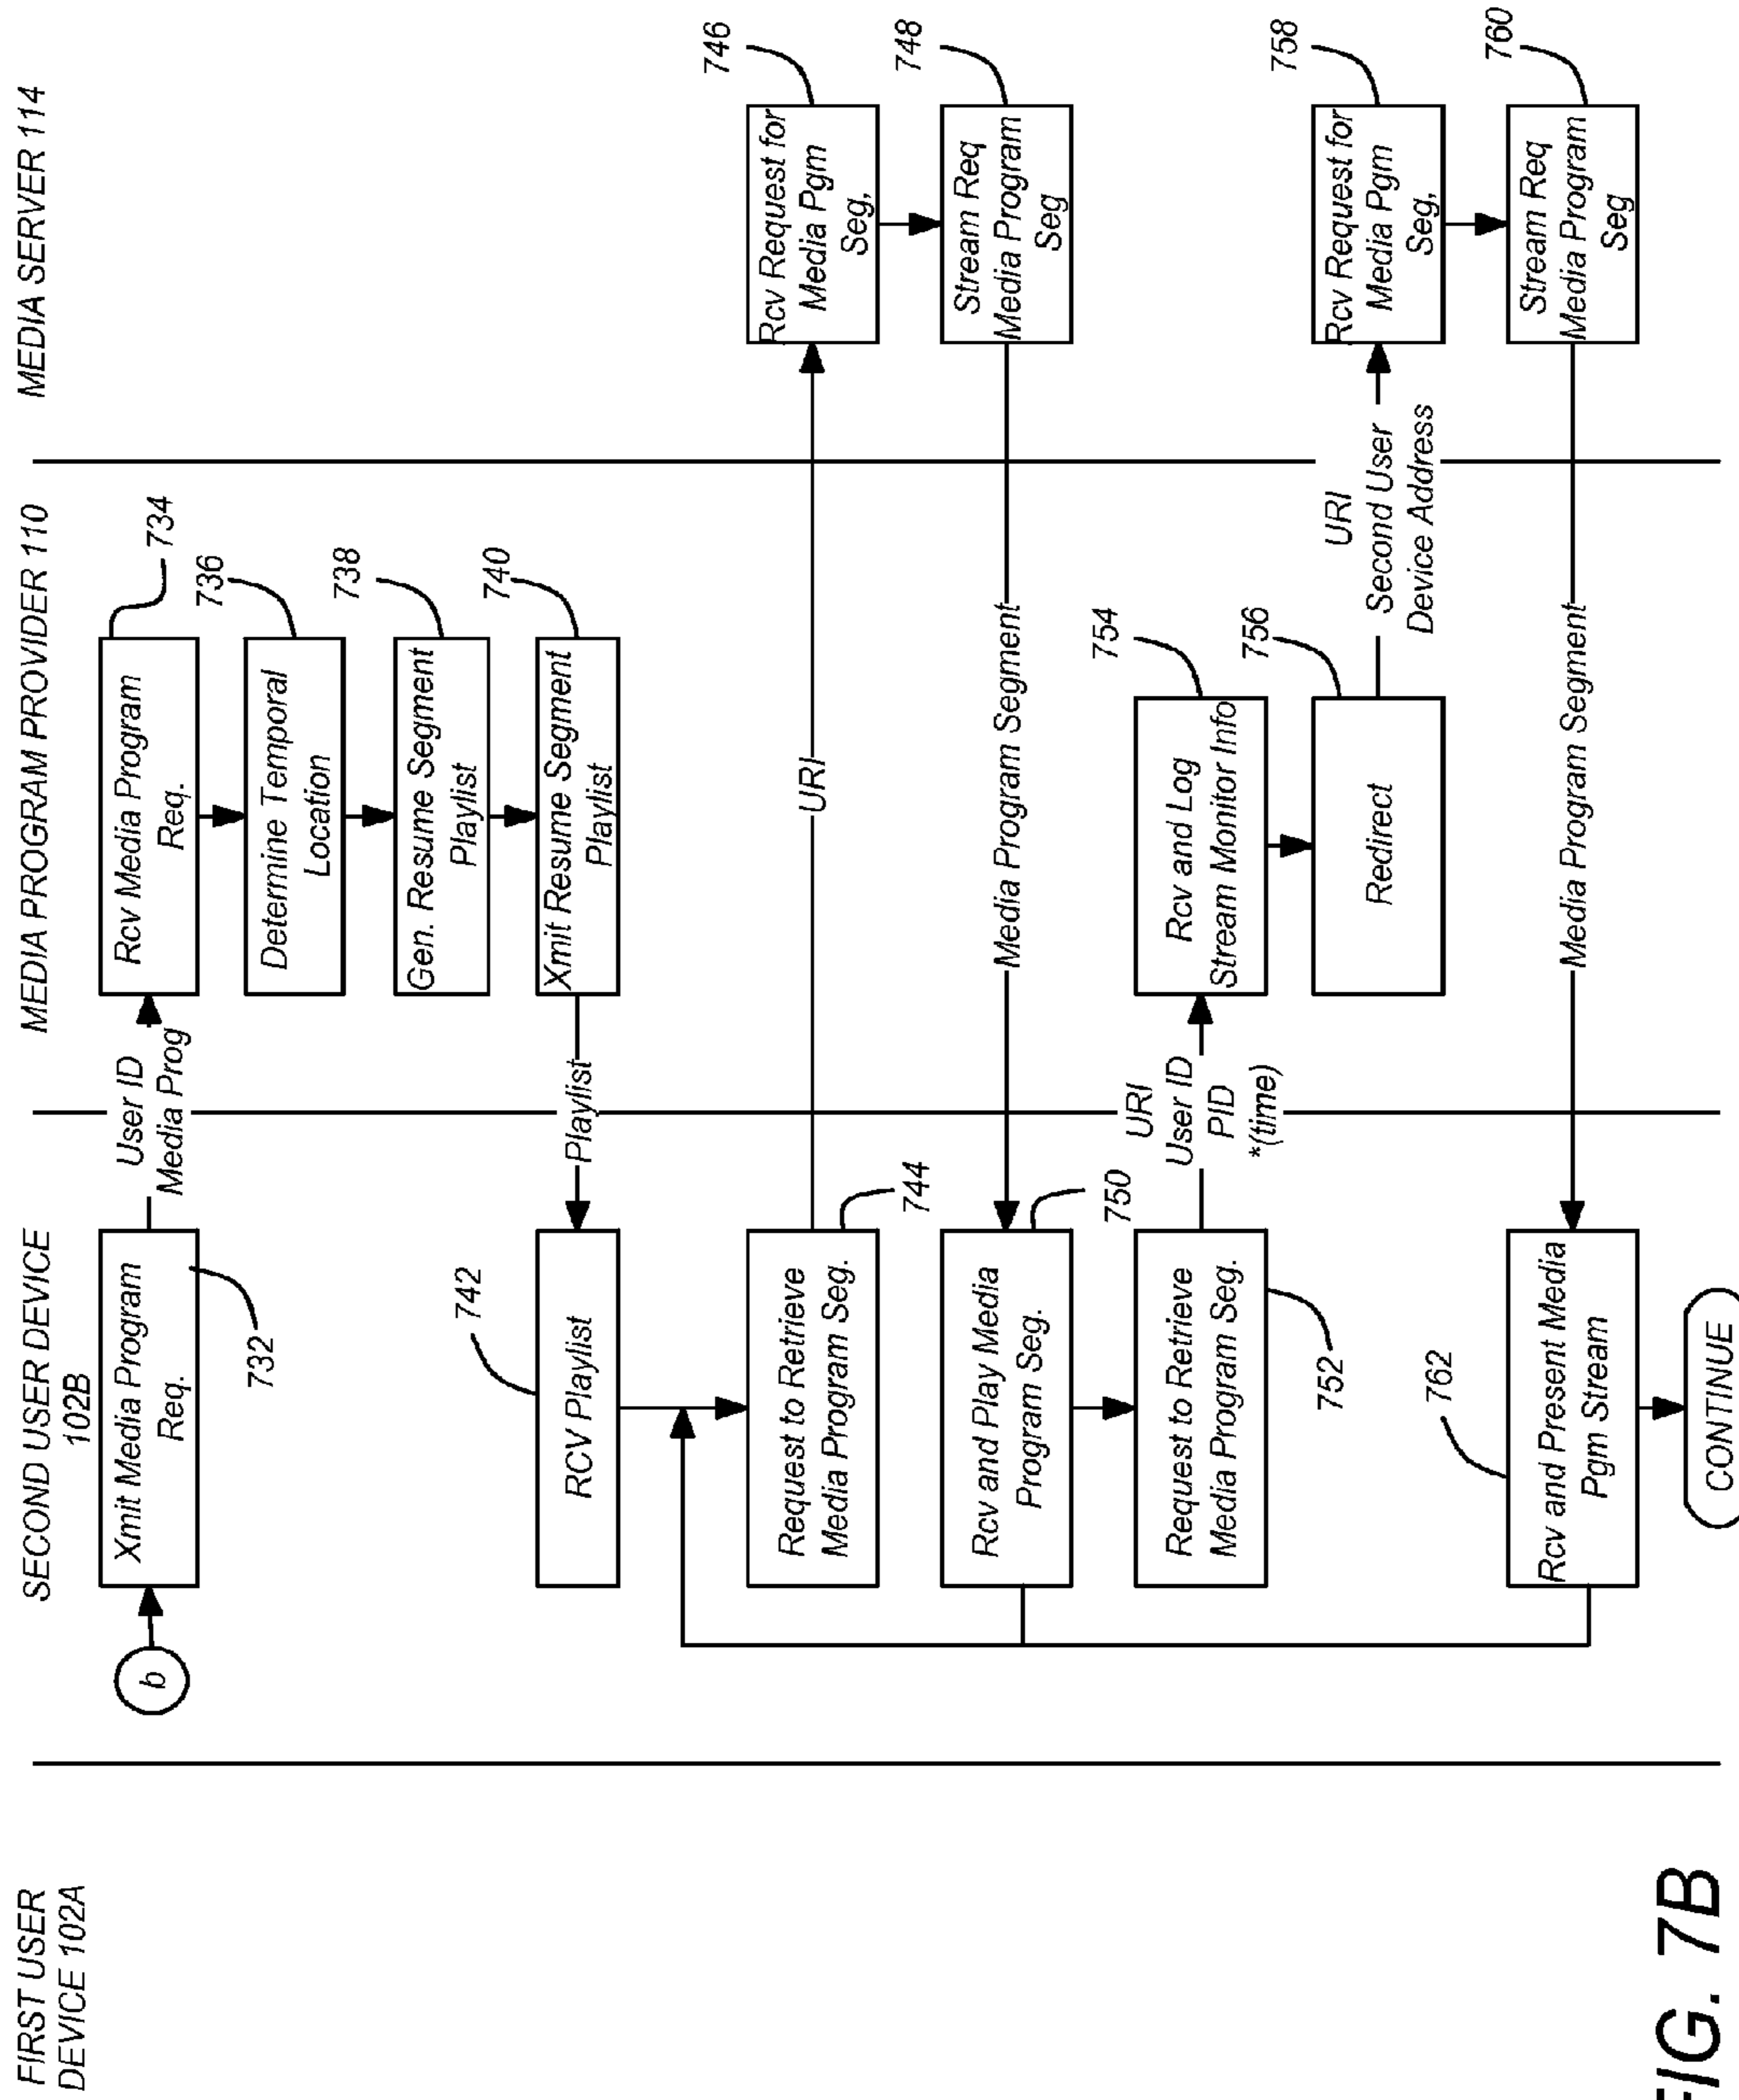 FIRST USER
DEVICE 102A
SECOND USER DEVICE
102B
MEDIA PROGRAM PROVIDER 110
MEDIA SERVER 114
b
Xmit Media Program
Req.
732
User ID
Media Prog
Rcv Media Program
Req.
734
Determine Temporal
Location
736
Gen. Resume Segment
Playlist
738
Xmit Resume Segment
Playlist
740
Playlist
RCV Playlist
742
Request to Retrieve
Media Program Seg.
744
URI
Rcv Request for
Media Pgm
Seg,
746
Stream Req
Media Program
Seg
748
Media Program Segment
Rcv and Play Media
Program Seg.
750
Request to Retrieve
Media Program Seg.
752
URI
User ID
PID
*(time)
Rcv and Log
Stream Monitor Info
754
Redirect
756
URI
Second User
Device Address
Rcv Request for
Media Pgm
Seg,
758
Stream Req
Media Program
Seg
760
Media Program Segment
Rcv and Present Media
Pgm Stream
762
CONTINUE
FIG. 7B